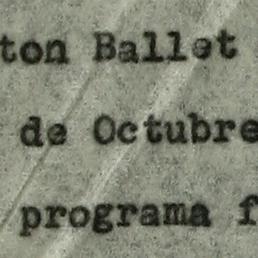 ton Ballet
de Octubre
programa f